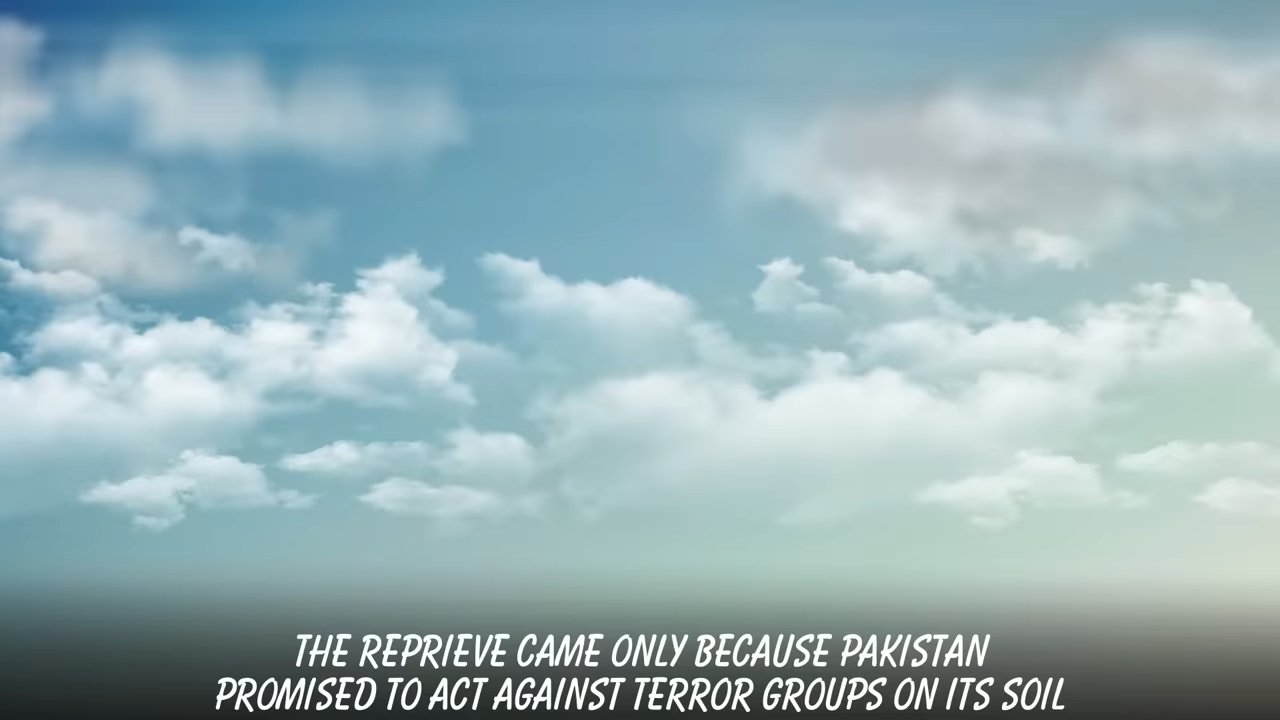 THE REPRIEVE CAME ONLY BECAUSE PAKISTAN
PROMISED TO ACT AGAINST TERROR GROUPS ON ITS SOIL